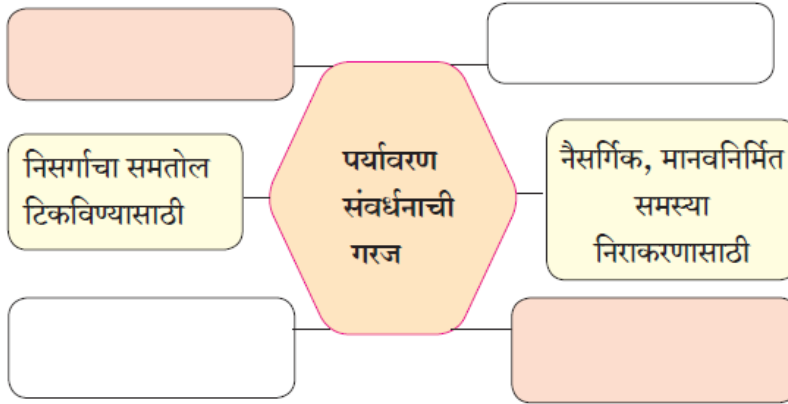 निसर्गाचा समतोल
टिकविण्यासाठी
पर्यावरण
संवर्धनाची
गरज
नैसर्गिक, मानवनिर्मित
समस्या
निराकरणासाठी